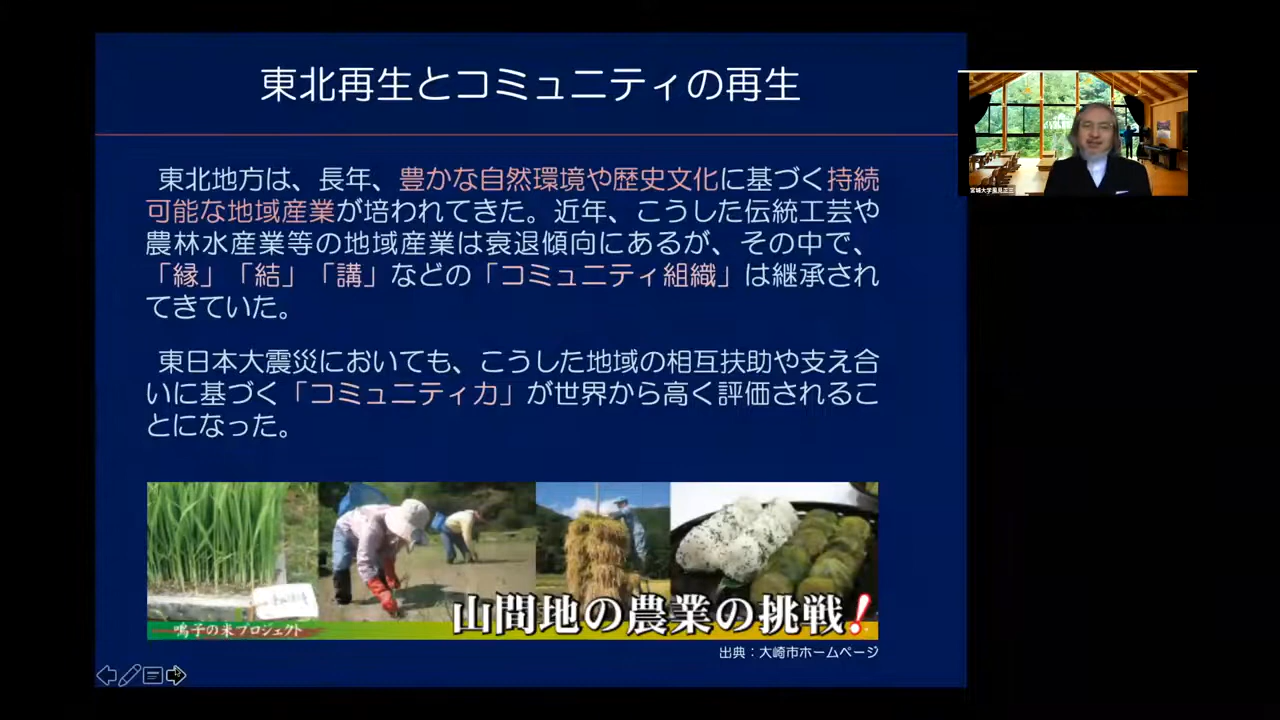 東北再生とコミュニティの再生
東北地方は、長年、豊かな自然環境や歴史文化に基づく持続
可能な地域産業が培われてきた。近年、こうした伝統工芸や
農林水産業等の地域産業は衰退傾向にあるが、その中で、
「縁」「結」「講」などの「コミュニティ組織」は継承され
てきていた。
東日本大震災においても、こうした地域の相互扶助や支え合
いに基づく「コミュニティ力」が世界から高く評価されるこ
とになった。
山間地の農業の挑戦!
鳴子の米プロジェクト
出典：大崎市ホームページ
宮城大学風見正三